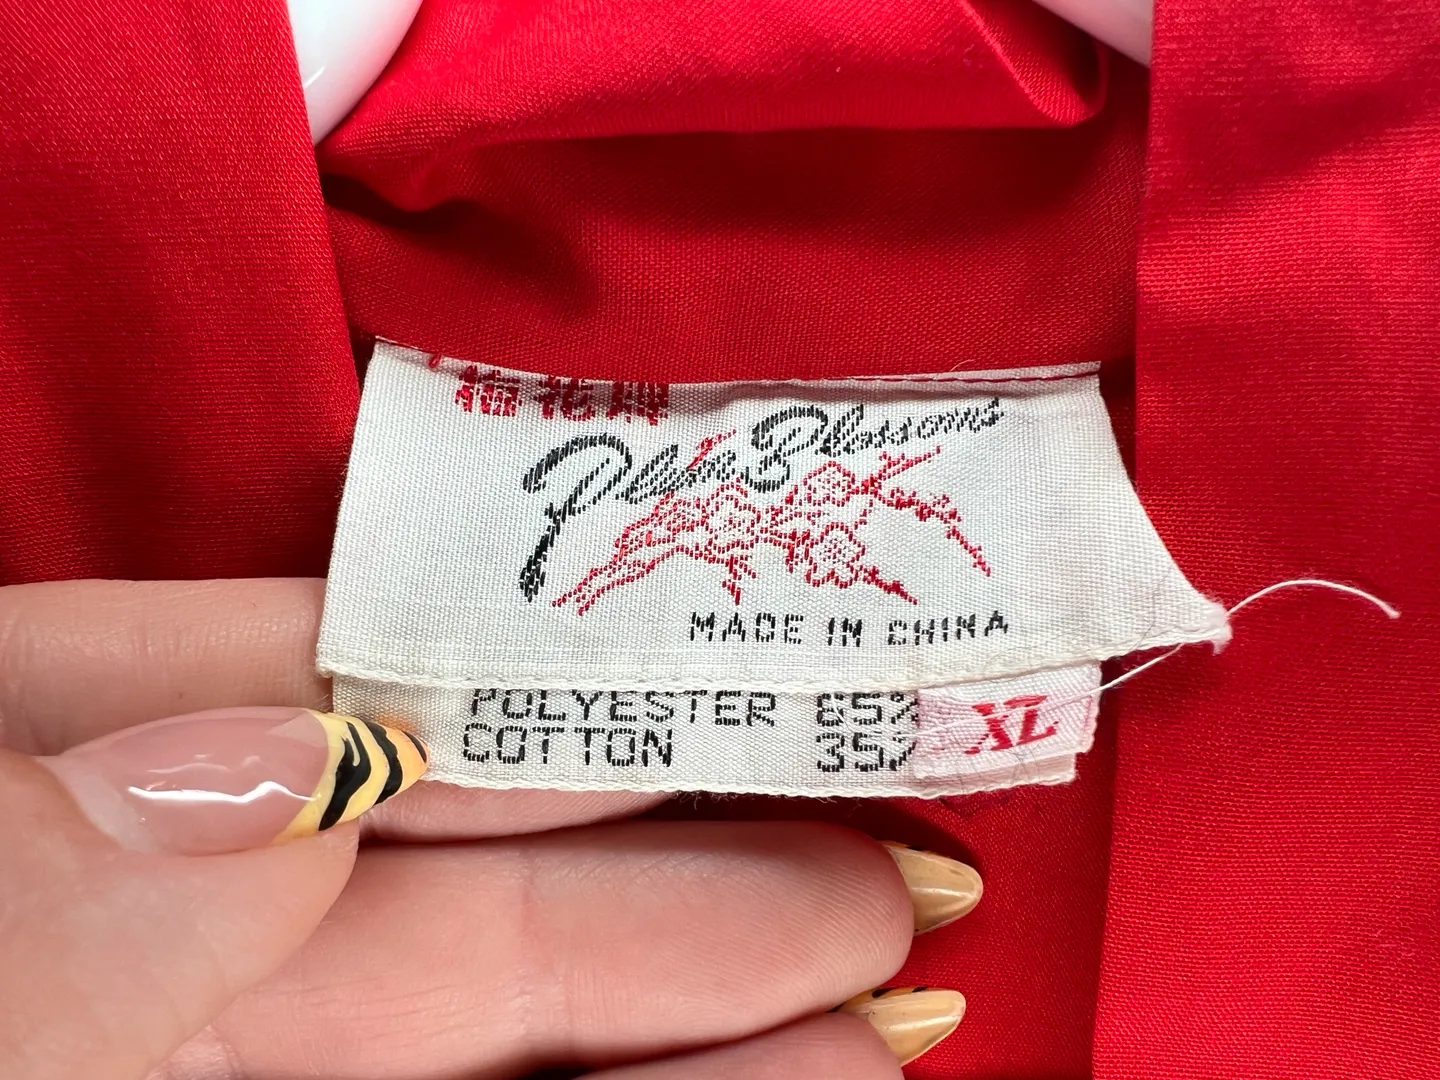 梅花牌
Plum Blossoms
MADE IN CHINA
POLYESTER 65%
COTTON 35%
XL